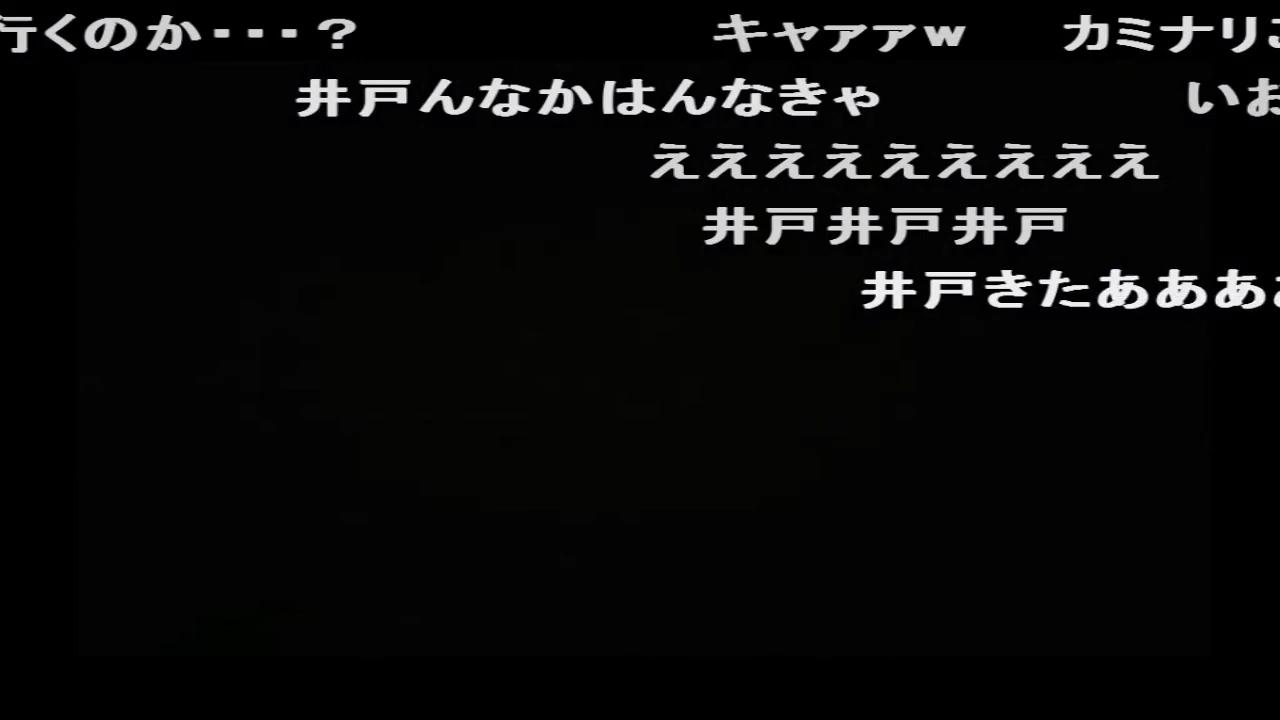 行くのか・・・？ キャァァｗ カミナリこ
井戸んなかはんなきゃ いお
えええええええええ
井戸井戸井戸
井戸きたあああ